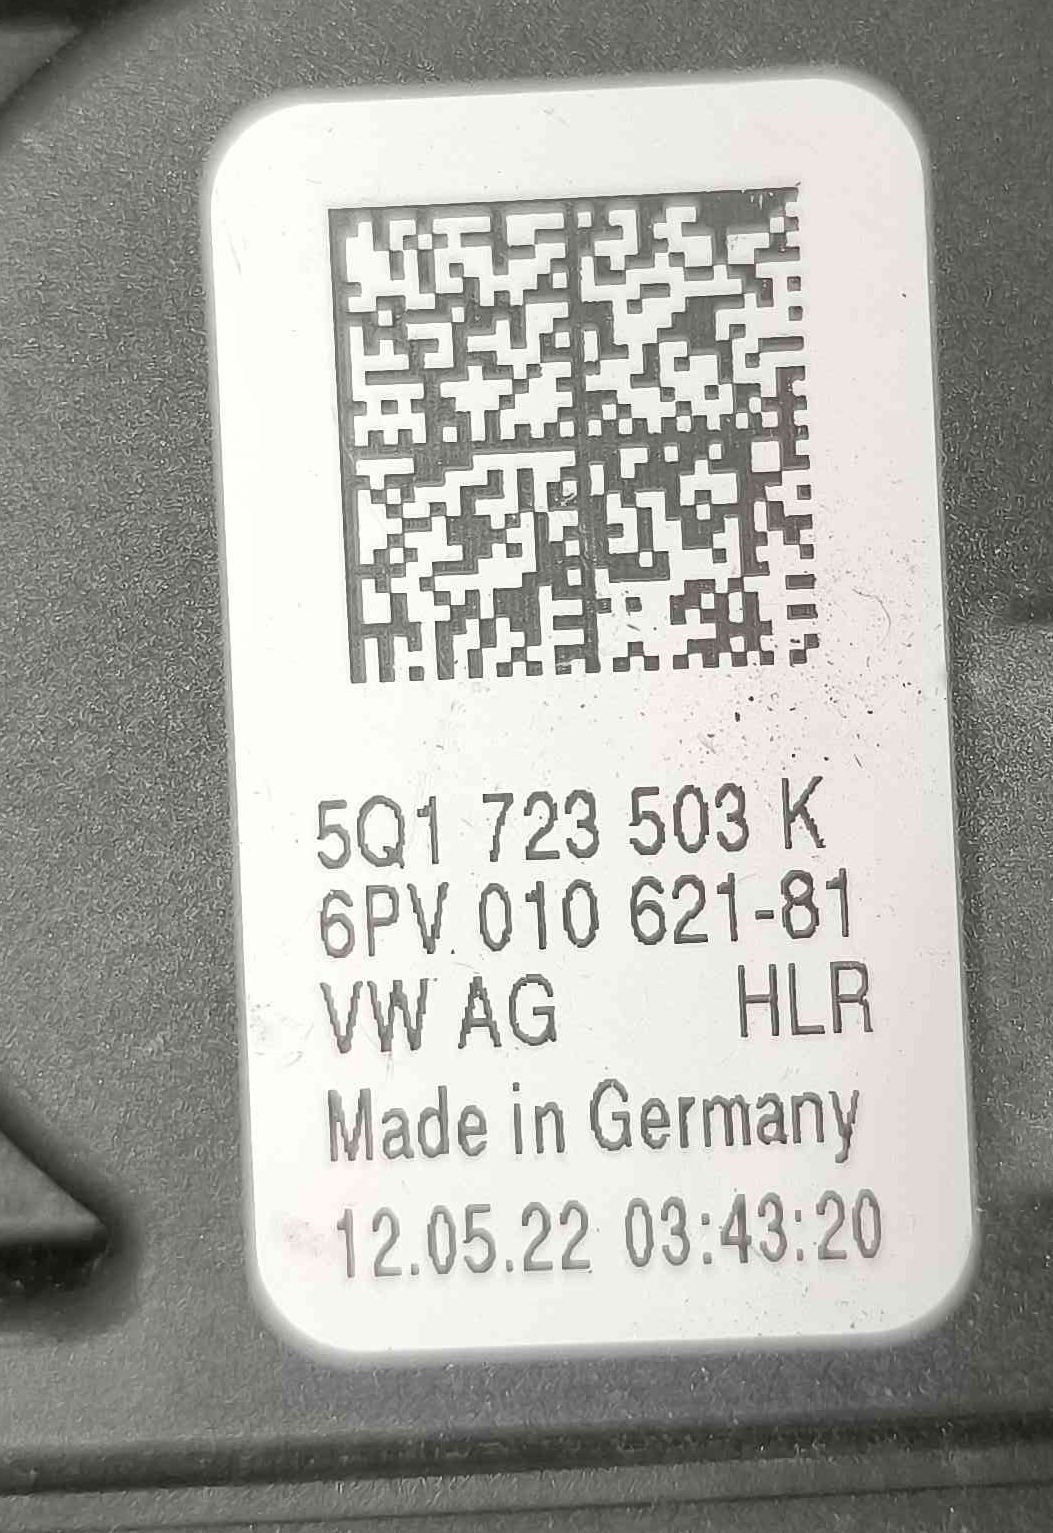 5Q1 723 503 K
6PV 010 621-81
VW AG HLR
Made in Germany
12.05.22 03:43:20